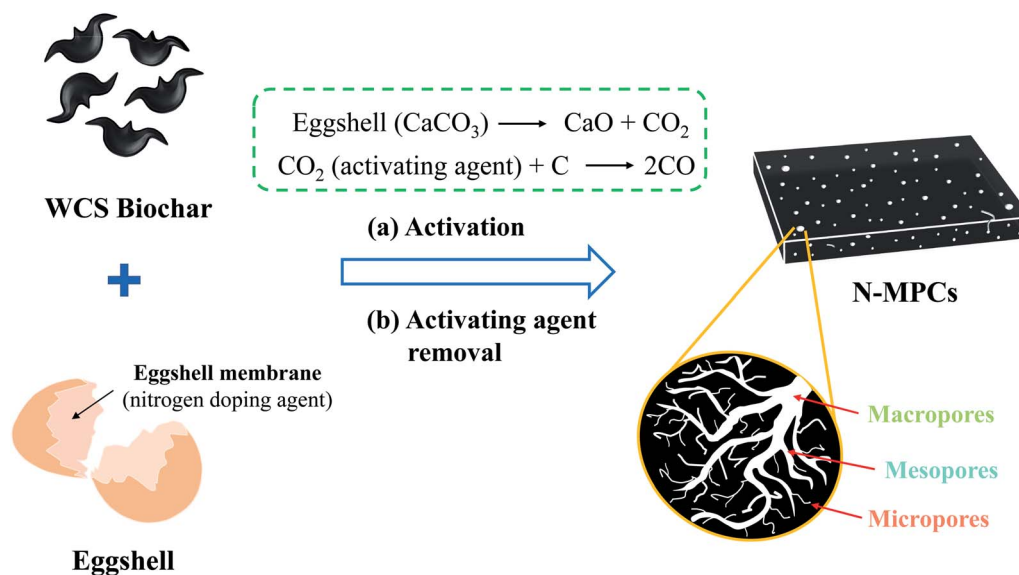 Eggshell (CaCO₃) ⟶ CaO + CO₂
CO₂ (activating agent) + C ⟶ 2CO
WCS Biochar
(a) Activation
+
(b) Activating agent
removal
N-MPCs
Eggshell membrane
(nitrogen doping agent)
Eggshell
Macropores
Mesopores
Micropores